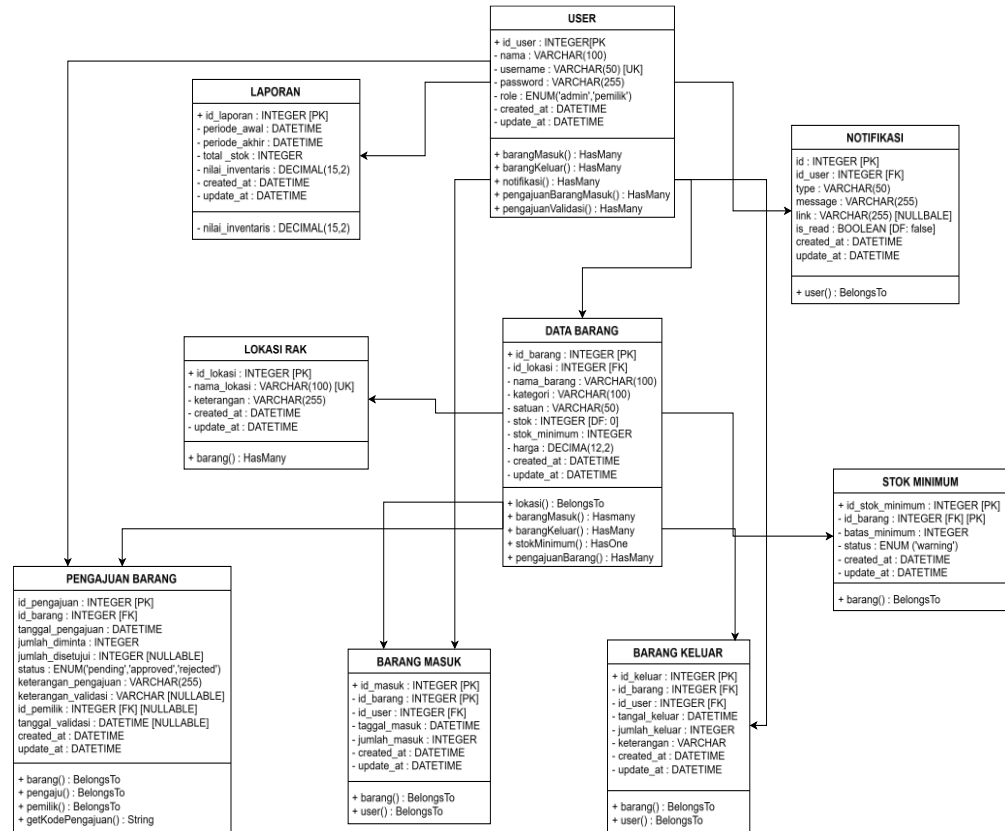 USER
+ id_user : INTEGER[PK
- nama : VARCHAR(100)
- username : VARCHAR(50) [UK]
- password : VARCHAR(255)
- role : ENUM('admin','pemilik')
- created_at : DATETIME
- update_at : DATETIME
+ barangMasuk() : HasMany
+ barangKeluar() : HasMany
+ notifikasi() : HasMany
+ pengajuanBarangMasuk() : HasMany
+ pengajuanValidasi() : HasMany
LAPORAN
+ id_laporan : INTEGER [PK]
- periode_awal : DATETIME
- periode_akhir : DATETIME
- total _stok : INTEGER
- nilai_inventaris : DECIMAL(15,2)
- created_at : DATETIME
- update_at : DATETIME
- nilai_inventaris : DECIMAL(15,2)
NOTIFIKASI
id : INTEGER [PK]
id_user : INTEGER [FK]
type : VARCHAR(50)
message : VARCHAR(255)
link : VARCHAR(255) [NULLBALE]
is_read : BOOLEAN [DF: false]
created_at : DATETIME
update_at : DATETIME
+ user() : BelongsTo
DATA BARANG
+ id_barang : INTEGER [PK]
- id_lokasi : INTEGER [FK]
- nama_barang : VARCHAR(100)
- kategori : VARCHAR(100)
- satuan : VARCHAR(50)
- stok : INTEGER [DF: 0]
- stok_minimum : INTEGER
- harga : DECIMA(12,2)
- created_at : DATETIME
- update_at : DATETIME
+ lokasi() : BelongsTo
+ barangMasuk() : Hasmany
+ barangKeluar() : HasMany
+ stokMinimum() : HasOne
+ pengajuanBarang() : HasMany
LOKASI RAK
+ id_lokasi : INTEGER [PK]
- nama_lokasi : VARCHAR(100) [UK]
- keterangan : VARCHAR(255)
- created_at : DATETIME
- update_at : DATETIME
+ barang() : HasMany
STOK MINIMUM
+ id_stok_minimum : INTEGER [PK]
- id_barang : INTEGER [FK] [PK]
- batas_minimum : INTEGER
- status : ENUM ('warning')
- created_at : DATETIME
- update_at : DATETIME
+ barang() : BelongsTo
PENGAJUAN BARANG
id_pengajuan : INTEGER [PK]
id_barang : INTEGER [FK]
tanggal_pengajuan : DATETIME
jumlah_diminta : INTEGER
jumlah_disetujui : INTEGER [NULLABLE]
status : ENUM('pending','approved','rejected')
keterangan_pengajuan : VARCHAR(255)
keterangan_validasi : VARCHAR [NULLABLE]
id_pemilik : INTEGER [FK] [NULLABLE]
tanggal_validasi : DATETIME [NULLABLE]
created_at : DATETIME
update_at : DATETIME
+ barang() : BelongsTo
+ pengaju() : BelongsTo
+ pemilik() : BelongsTo
+ getKodePengajuan() : String
BARANG MASUK
+ id_masuk : INTEGER [PK]
- id_barang : INTEGER [PK]
- id_user : INTEGER [FK]
- taggal_masuk : DATETIME
- jumlah_masuk : INTEGER
- created_at : DATETIME
- update_at : DATETIME
+ barang() : BelongsTo
+ user() : BelongsTo
BARANG KELUAR
+ id_keluar : INTEGER [PK]
- id_barang : INTEGER [FK]
- id_user : INTEGER [FK]
- tangal_keluar : DATETIME
- jumlah_keluar : INTEGER
- keterangan : VARCHAR
- created_at : DATETIME
- update_at : DATETIME
+ barang() : BelongsTo
+ user() : BelongsTo